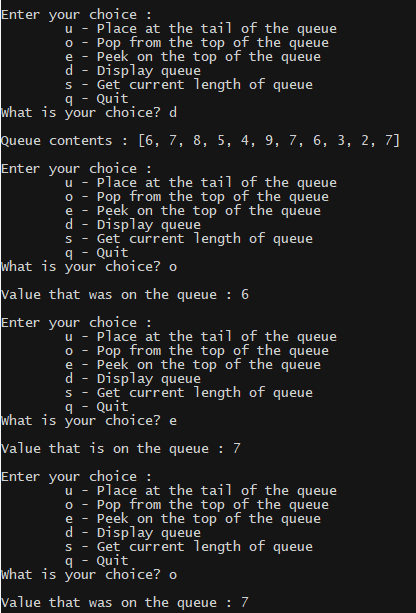 Enter your choice :
u - Place at the tail of the queue
o - Pop from the top of the queue
e - Peek on the top of the queue
d - Display queue
s - Get current length of queue
q - Quit
What is your choice? d
Queue contents : [6, 7, 8, 5, 4, 9, 7, 6, 3, 2, 7]
Enter your choice :
u - Place at the tail of the queue
o - Pop from the top of the queue
e - Peek on the top of the queue
d - Display queue
s - Get current length of queue
q - Quit
What is your choice? o
Value that was on the queue : 6
Enter your choice :
u - Place at the tail of the queue
o - Pop from the top of the queue
e - Peek on the top of the queue
d - Display queue
s - Get current length of queue
q - Quit
What is your choice? e
Value that is on the queue : 7
Enter your choice :
u - Place at the tail of the queue
o - Pop from the top of the queue
e - Peek on the top of the queue
d - Display queue
s - Get current length of queue
q - Quit
What is your choice? o
Value that was on the queue : 7